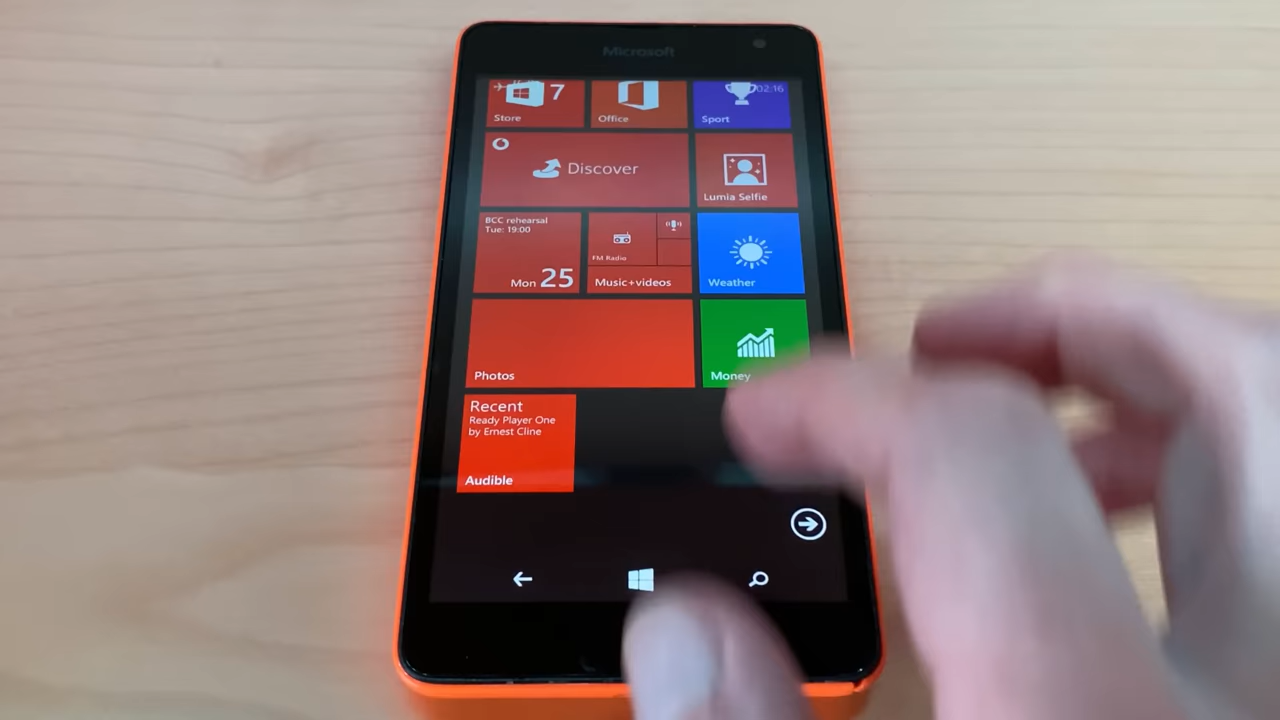 Microsoft
7
02:16
Store
Office
Sport
Discover
Lumia Selfie
BCC rehearsal
Tue: 19:00
Mon 25
FM Radio
Music+videos
Weather
Photos
Money
Recent
Ready Player One
by Ernest Cline
Audible